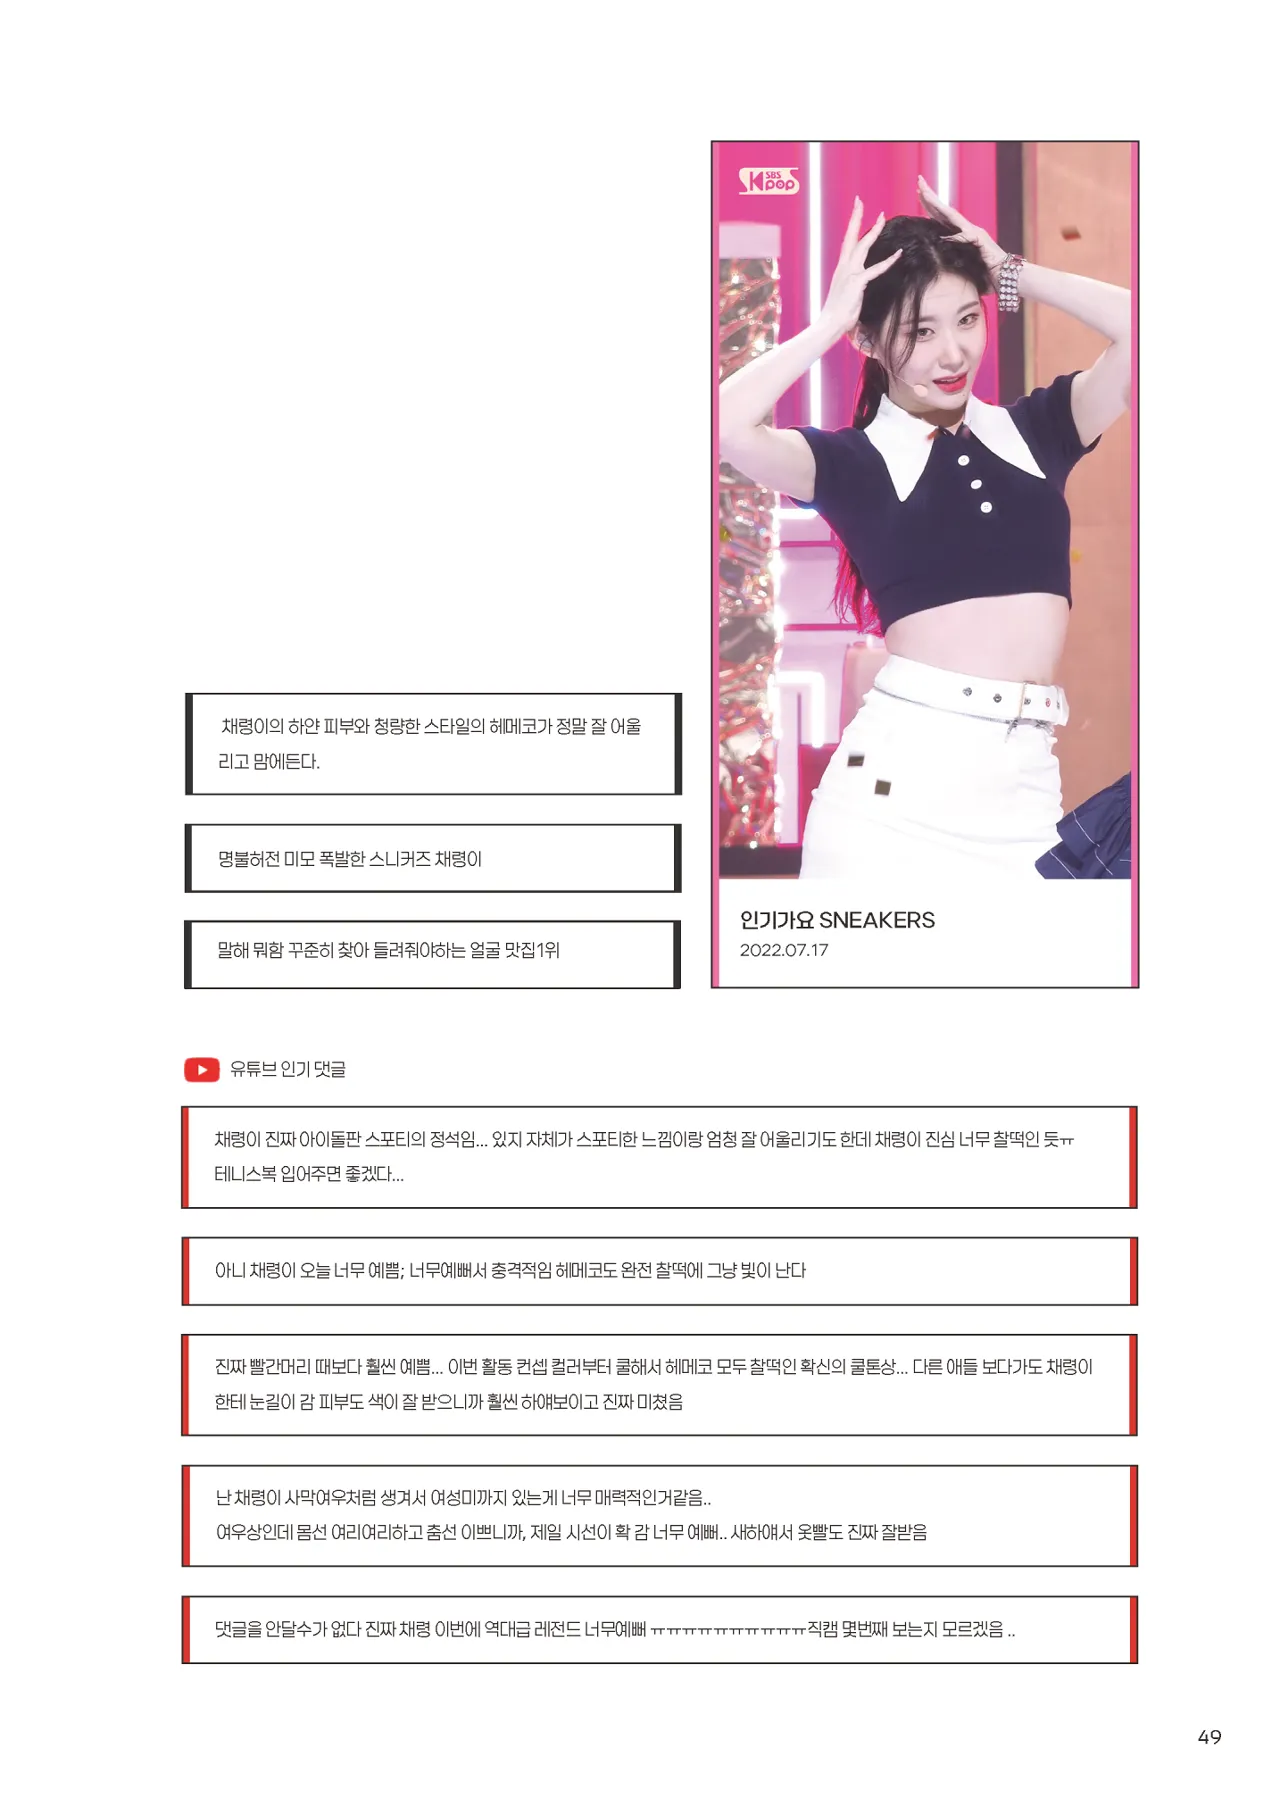 SBS
Kpop
채령이의 하얀 피부와 청량한 스타일의 헤메코가 정말 잘 어울
리고 맘에든다.
명불허전 미모 폭발한 스니커즈 채령이
말해 뭐함 꾸준히 찾아 들려줘야하는 얼굴 맛집1위
인기가요 SNEAKERS
2022.07.17
유튜브 인기 댓글
채령이 진짜 아이돌판 스포티의 정석임... 있지 자체가 스포티한 느낌이랑 엄청 잘 어울리기도 한데 채령이 진심 너무 찰떡인 듯ㅠ
테니스복 입어주면 좋겠다...
아니 채령이 오늘 너무 예쁨; 너무예뻐서 충격적임 헤메코도 완전 찰떡에 그냥 빛이 난다
진짜 빨간머리 때보다 훨씬 예쁨... 이번 활동 컨셉 컬러부터 쿨해서 헤메코 모두 찰떡인 확신의 쿨톤상... 다른 애들 보다가도 채령이
한테 눈길이 감 피부도 색이 잘 받으니까 훨씬 하얘보이고 진짜 미쳤음
난 채령이 사막여우처럼 생겨서 여성미까지 있는게 너무 매력적인거같음..
여우상인데 몸선 여리여리하고 춤선 이쁘니까, 제일 시선이 확 감 너무 예뻐.. 새하얘서 옷빨도 진짜 잘받음
댓글을 안달수가 없다 진짜 채령 이번에 역대급 레전드 너무예뻐 ㅠㅠㅠㅠㅠㅠㅠㅠㅠㅠ직캠 몇번째 보는지 모르겠음 ..
49